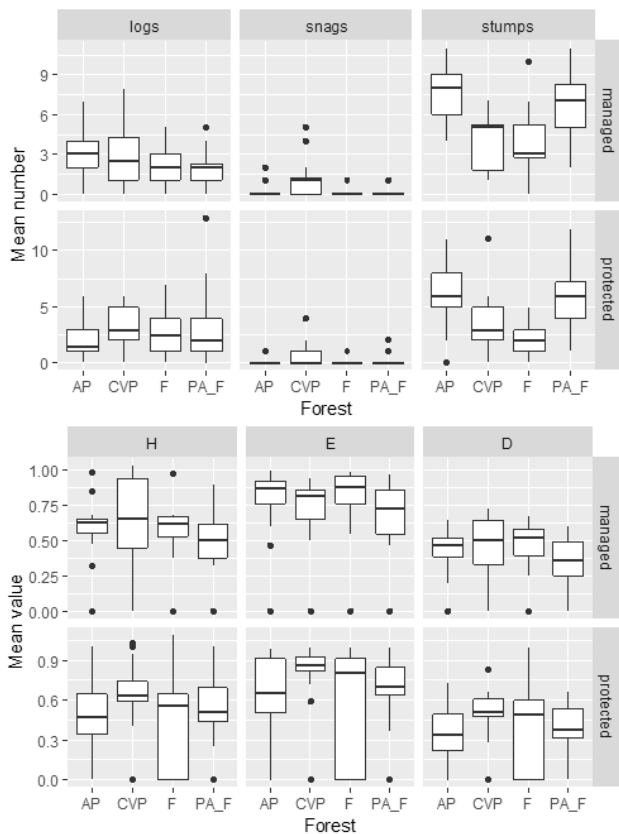 logs snags stumps
9
6
3
0
managed
Mean number
10
5
0
protected
AP CVP F PA_F AP CVP F PA_F AP CVP F PA_F
Forest
H E D
1.00
0.75
0.50
0.25
0.00
managed
Mean value
0.9
0.6
0.3
0.0
protected
AP CVP F PA_F AP CVP F PA_F AP CVP F PA_F
Forest